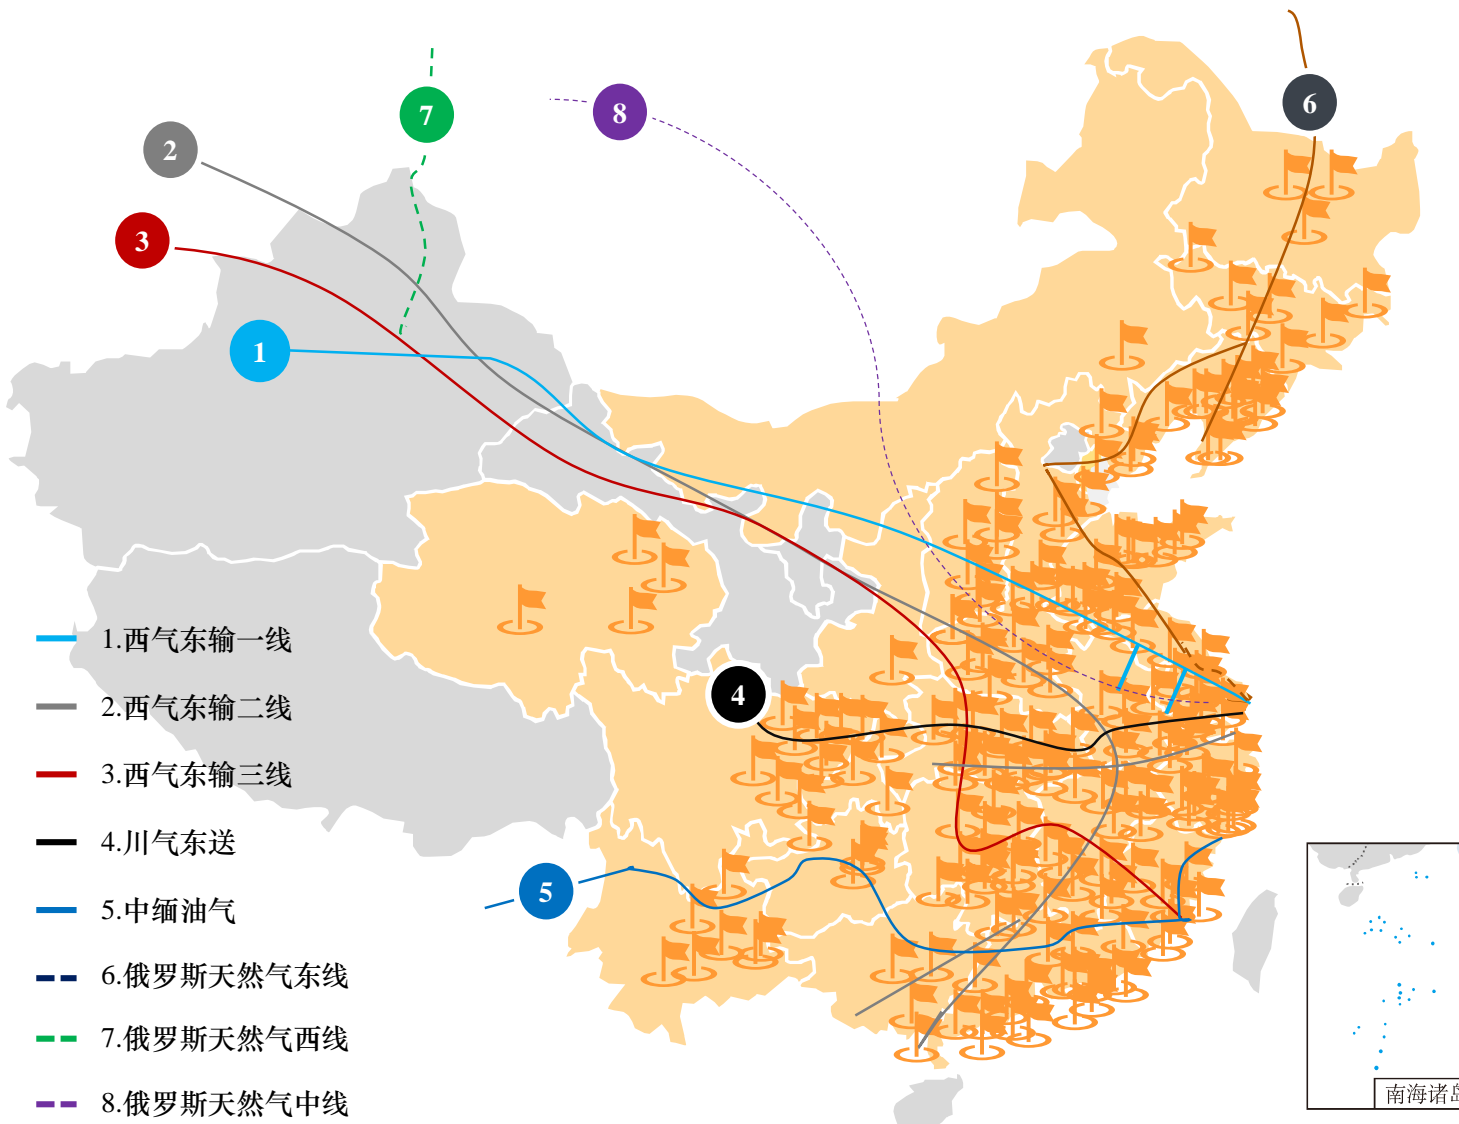 7
8
6
2
3
1
4
5
1.西气东输一线
2.西气东输二线
3.西气东输三线
4.川气东送
5.中缅油气
6.俄罗斯天然气东线
7.俄罗斯天然气西线
8.俄罗斯天然气中线
南海诸岛